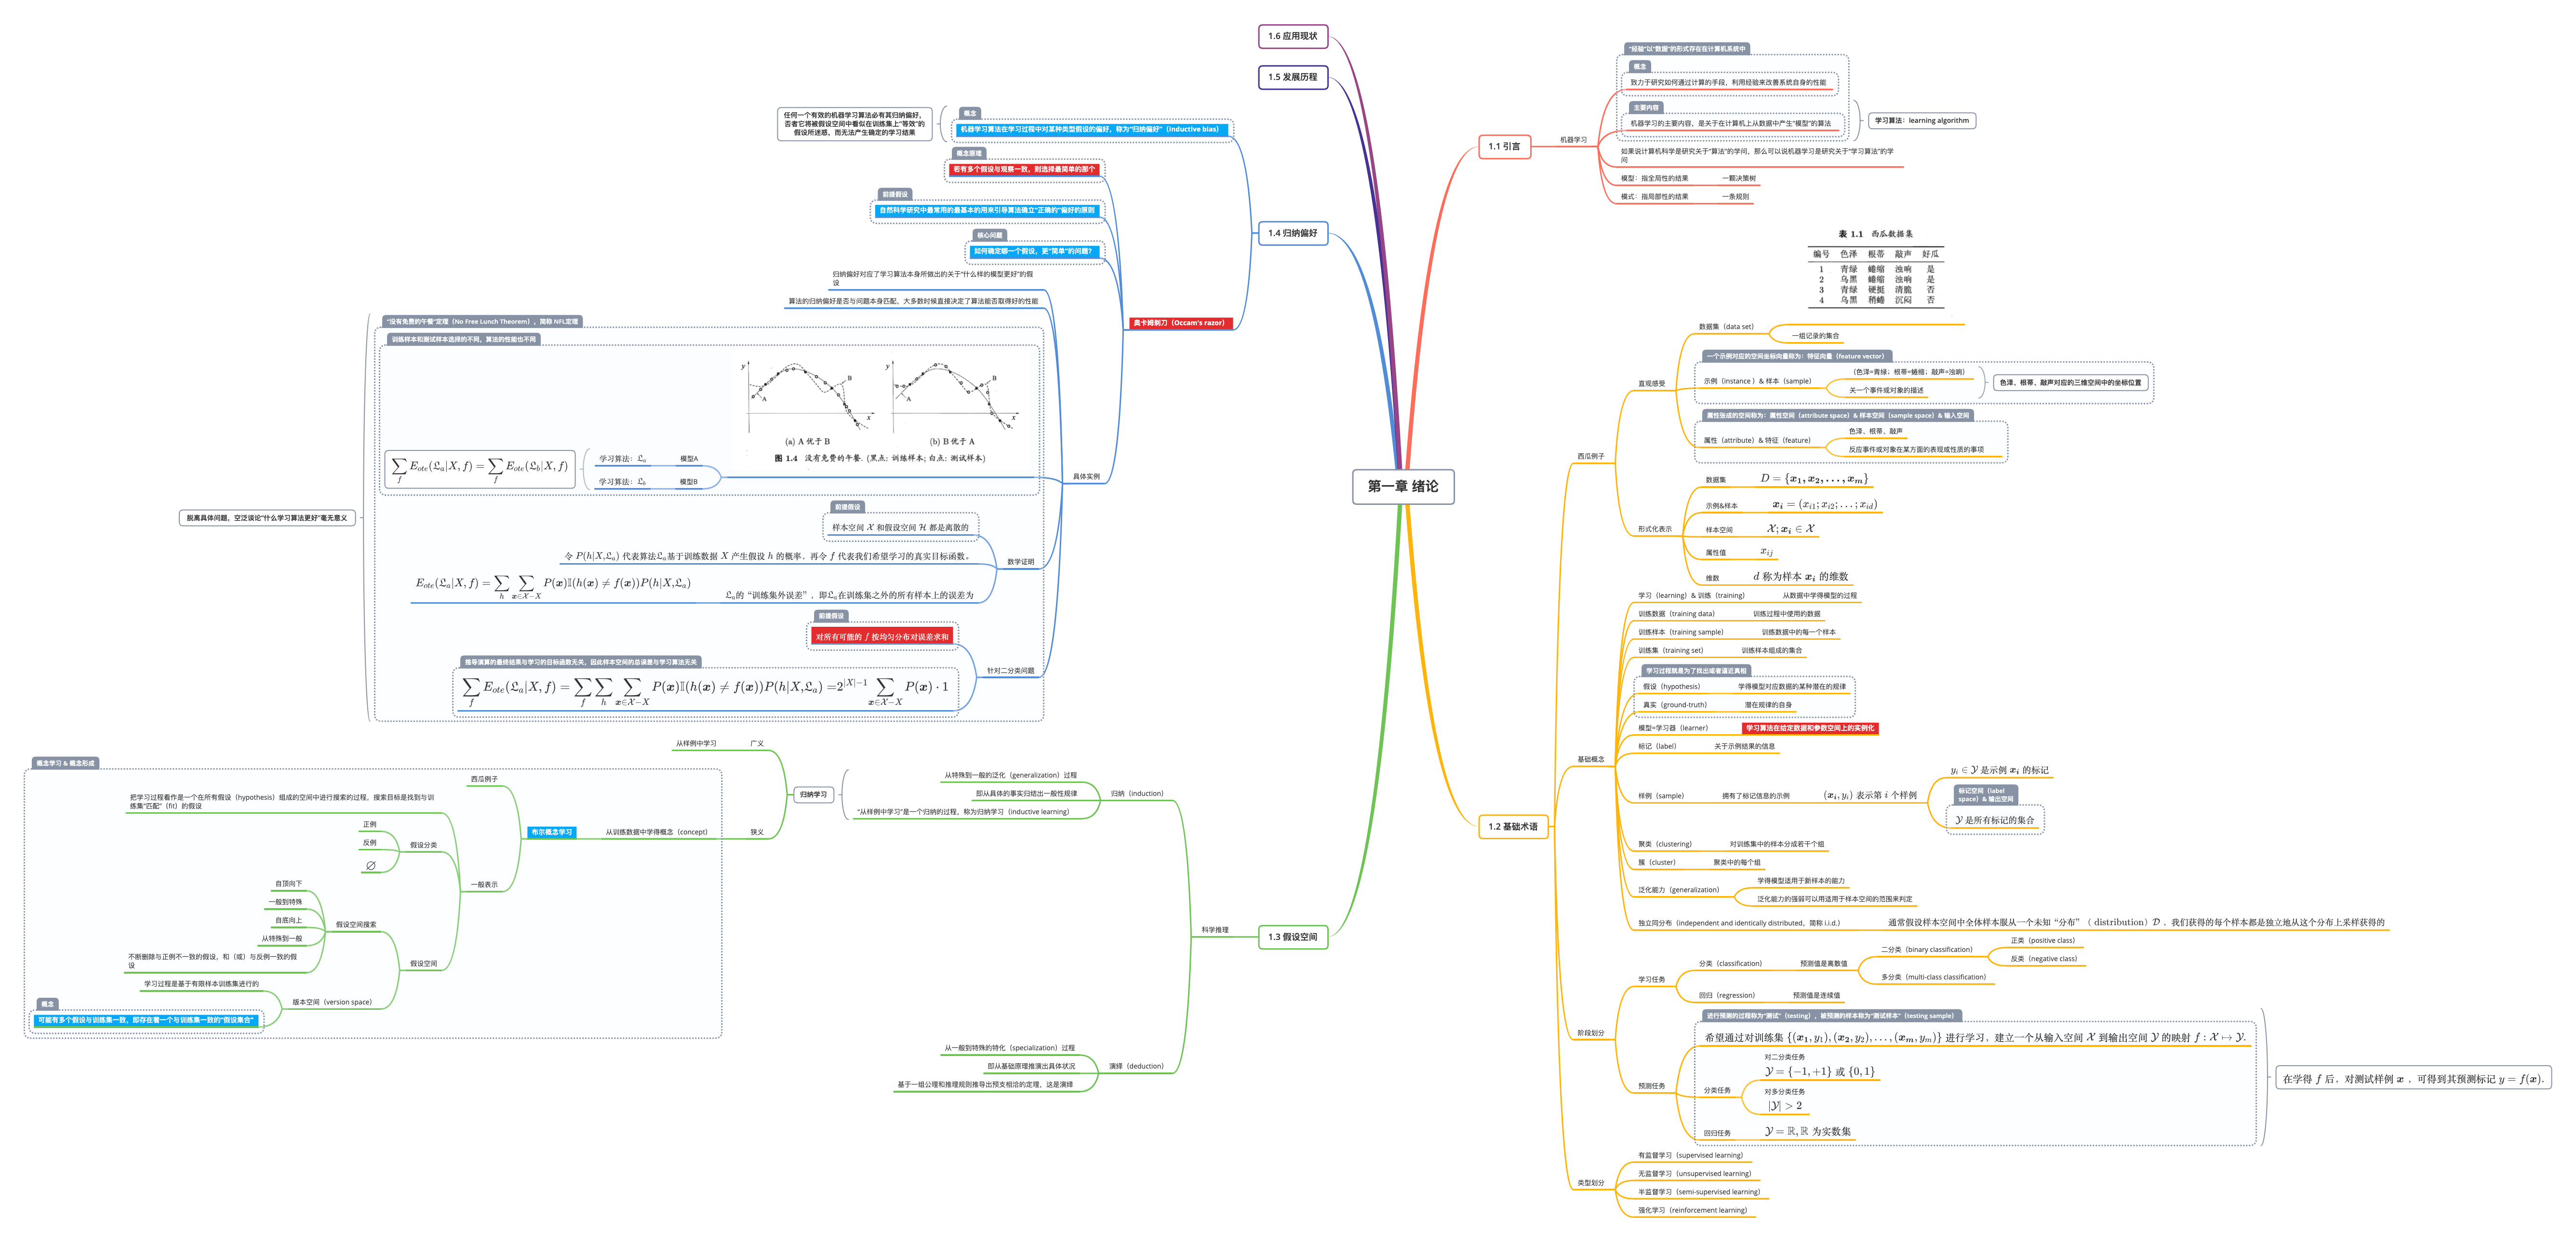 第一章 绪论
1.1 引言
机器学习
“经验”以“数据”的形式存在在计算机系统中
概念
致力于研究如何通过计算的手段，利用经验来改善系统自身的性能
主要内容
机器学习的主要内容，是关于在计算机上从数据中产生“模型”的算法
学习算法：learning algorithm
如果说计算机科学是研究关于“算法”的学问，那么可以说机器学习是研究关于“学习算法”的学
问
模型：指全局性的结果
一颗决策树
模式：指局部性的结果
一条规则
1.2 基础术语
西瓜例子
直观感受
表 1.1 西瓜数据集
编号 色泽 根蒂 敲声 好瓜
1 青绿 蜷缩 浊响 是
2 乌黑 蜷缩 浊响 是
3 青绿 硬挺 清脆 否
4 乌黑 稍蜷 沉闷 否
数据集（data set）
一组记录的集合
一个示例对应的空间坐标向量称为：特征向量（feature vector）
示例（instance ）& 样本（sample）
（色泽=青绿；根蒂=蜷缩；敲声=浊响）
关一个事件或对象的描述
色泽、根蒂、敲声对应的三维空间中的坐标位置
属性张成的空间称为：属性空间（attribute space）& 样本空间（sample space）& 输入空间
属性（attribute）& 特征（feature）
色泽、根蒂、敲声
反应事件或对象在某方面的表现或性质的事项
形式化表示
数据集
D = {x₁, x₂, . . . , xₘ}
示例&样本
xᵢ = (xᵢ₁; xᵢ₂; . . . ; x_{id})
样本空间
𝒳; xᵢ ∈ 𝒳
属性值
x_{ij}
维数
d 称为样本 xᵢ 的维数
基础概念
学习（learning）& 训练（training）
从数据中学得模型的过程
训练数据（training data）
训练过程中使用的数据
训练样本（training sample）
训练数据中的每一个样本
训练集（training set）
训练样本组成的集合
学习过程就是为了找出或者逼近真相
假设（hypothesis）
学得模型对应数据的某种潜在的规律
真实（ground-truth）
潜在规律的自身
模型=学习器（learner）
学习算法在给定数据和参数空间上的实例化
标记（label）
关于示例结果的信息
样例（sample）
拥有了标记信息的示例
(xᵢ, yᵢ) 表示第 i 个样例
yᵢ ∈ 𝒴 是示例 xᵢ 的标记
标记空间（label
space）& 输出空间
𝒴 是所有标记的集合
聚类（clustering）
对训练集中的样本分成若干个组
簇（cluster）
聚类中的每个组
泛化能力（generalization）
学得模型适用于新样本的能力
泛化能力的强弱可以用适用于样本空间的范围来判定
独立同分布（independent and identically distributed，简称 i.i.d.）
通常假设样本空间中全体样本服从一个未知 “分布” （ distribution）𝒟 ，我们获得的每个样本都是独立地从这个分布上采样获得的
阶段划分
学习任务
分类（classification）
预测值是离散值
二分类（binary classification）
正类（positive class）
反类（negative class）
多分类（multi-class classification）
回归（regression）
预测值是连续值
预测任务
进行预测的过程称为“测试”（testing），被预测的样本称为“测试样本”（testing sample）
希望通过对训练集 {(x₁, y₁), (x₂, y₂), . . . , (xₘ, yₘ)} 进行学习，建立一个从输入空间 𝒳 到输出空间 𝒴 的映射 f : 𝒳 ↦ 𝒴.
分类任务
对二分类任务
𝒴 = {−1, +1} 或 {0, 1}
对多分类任务
|𝒴| > 2
回归任务
𝒴 = ℝ, ℝ 为实数集
在学得 f 后，对测试样例 x ，可得到其预测标记 y = f(x).
类型划分
有监督学习（supervised learning）
无监督学习（unsupervised learning）
半监督学习（semi-supervised learning）
强化学习（reinforcement learning）
1.3 假设空间
科学推理
归纳（induction）
从特殊到一般的泛化（generalization）过程
即从具体的事实归结出一般性规律
“从样例中学习”是一个归纳的过程，称为归纳学习（inductive learning）
归纳学习
广义
从样例中学习
狭义
从训练数据中学得概念（concept）
概念学习 & 概念形成
布尔概念学习
西瓜例子
一般表示
把学习过程看作是一个在所有假设（hypothesis）组成的空间中进行搜索的过程，搜索目标是找到与训
练集“匹配”（fit）的假设
假设分类
正例
反例
∅
假设空间
假设空间搜索
自顶向下
一般到特殊
自底向上
从特殊到一般
不断删除与正例不一致的假设，和（或）与反例一致的假
设
版本空间（version space）
学习过程是基于有限样本训练集进行的
概念
可能有多个假设与训练集一致，即存在着一个与训练集一致的“假设集合”
演绎（deduction）
从一般到特殊的特化（specialization）过程
即从基础原理推演出具体状况
基于一组公理和推理规则推导出预支相洽的定理，这是演绎
1.4 归纳偏好
概念
机器学习算法在学习过程中对某种类型假设的偏好，称为“归纳偏好”（inductive bias）
任何一个有效的机器学习算法必有其归纳偏好，
否者它将被假设空间中看似在训练集上“等效”的
假设所迷惑，而无法产生确定的学习结果
奥卡姆剃刀（Occam's razor）
概念原理
若有多个假设与观察一致，则选择最简单的那个
前提假设
自然科学研究中最常用的最基本的用来引导算法确立“正确的”偏好的原则
核心问题
如何确定哪一个假设，更“简单”的问题？
具体实例
归纳偏好对应了学习算法本身所做出的关于“什么样的模型更好”的假
设
算法的归纳偏好是否与问题本身匹配，大多数时候直接决定了算法能否取得好的性能
“没有免费的午餐”定理（No Free Lunch Theorem），简称 NFL定理
训练样本和测试样本选择的不同，算法的性能也不同
y
A
B
x
y
A
B
x
(a) A 优于 B
(b) B 优于 A
图 1.4 没有免费的午餐. (黑点: 训练样本; 白点: 测试样本)
模型A
学习算法：𝔏ₐ
模型B
学习算法：𝔏_b
∑_f E_{ote}(𝔏ₐ|X, f) = ∑_f E_{ote}(𝔏_b|X, f)
数学证明
前提假设
样本空间 𝒳 和假设空间 ℋ 都是离散的
令 P(h|X,𝔏ₐ) 代表算法𝔏ₐ基于训练数据 X 产生假设 h 的概率，再令 f 代表我们希望学习的真实目标函数。
𝔏ₐ的 “训练集外误差” ，即𝔏ₐ在训练集之外的所有样本上的误差为
E_{ote}(𝔏ₐ|X, f) = ∑_h ∑_{x∈𝒳−X} P(x)𝕀(h(x) ≠ f(x))P(h|X,𝔏ₐ)
针对二分类问题
前提假设
对所有可能的 f 按均匀分布对误差求和
推导演算的最终结果与学习的目标函数无关，因此样本空间的总误差与学习算法无关
∑_f E_{ote}(𝔏ₐ|X, f) = ∑_f ∑_h ∑_{x∈𝒳−X} P(x)𝕀(h(x) ≠ f(x))P(h|X,𝔏ₐ) =2^{|X|−1} ∑_{x∈𝒳−X} P(x) · 1
脱离具体问题，空泛谈论“什么学习算法更好”毫无意义
1.5 发展历程
1.6 应用现状